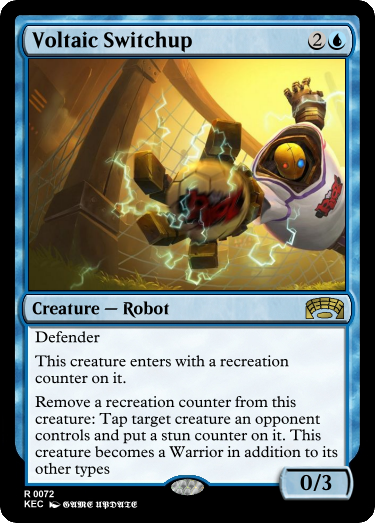 Voltaic Switchup 2
Creature — Robot
Defender
This creature enters with a recreation
counter on it.
Remove a recreation counter from this
creature: Tap target creature an opponent
controls and put a stun counter on it. This
creature becomes a Warrior in addition to its
other types
0/3
R 0072
KEC GAME UPDATE